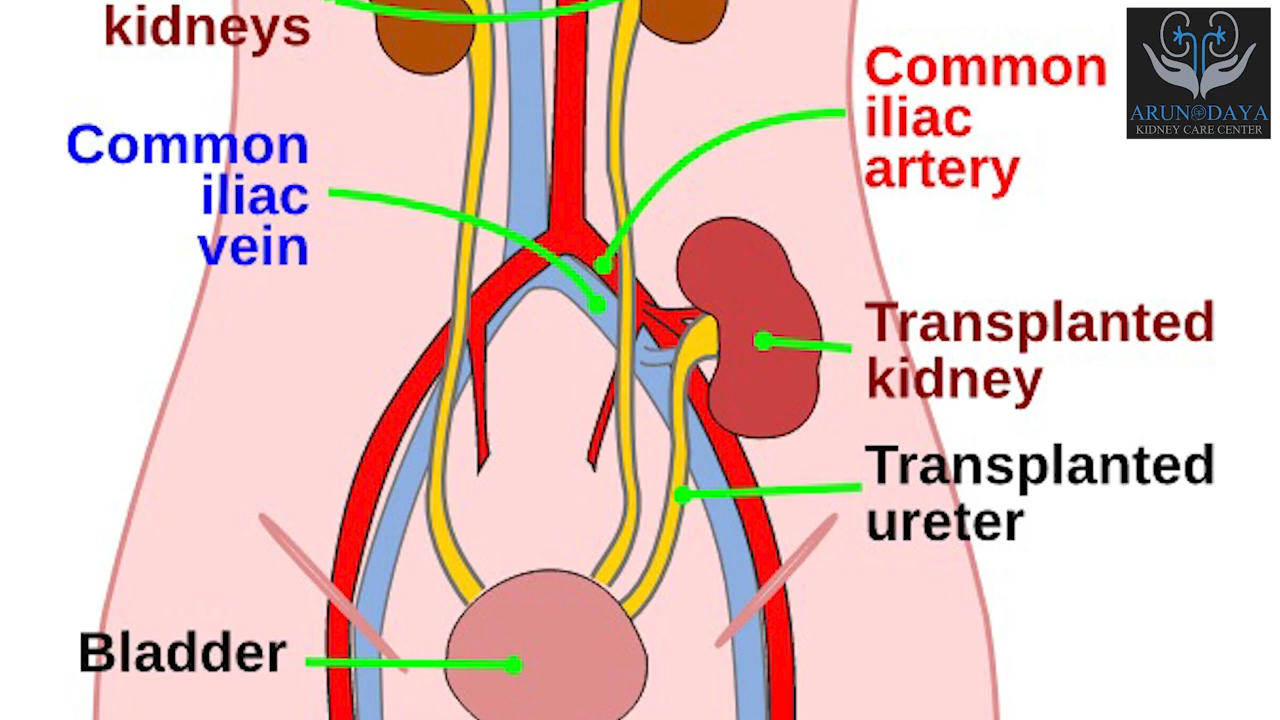 kidneys
Common
iliac
vein
Common
iliac
artery
Transplanted
kidney
Transplanted
ureter
Bladder
ARUNODAYA
KIDNEY CARE CENTER